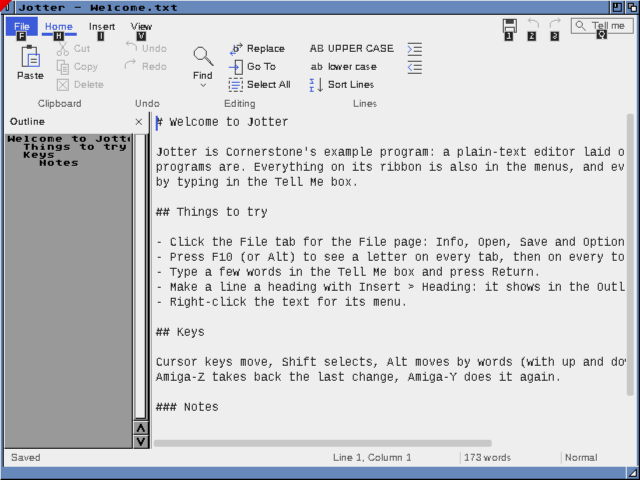 Jotter - Welcome.txt
File Home Insert View Tell me
F H I V 1 2 3 Q
Cut Undo Replace AB UPPER CASE
Paste Copy Redo Find Go To ab lower case
Delete Select All Sort Lines
Clipboard Undo Editing Lines
Outline
Welcome to Jott
Things to try
Keys
Notes
# Welcome to Jotter
Jotter is Cornerstone's example program: a plain-text editor laid o
programs are. Everything on its ribbon is also in the menus, and ev
by typing in the Tell Me box.
## Things to try
- Click the File tab for the File page: Info, Open, Save and Option
- Press F10 (or Alt) to see a letter on every tab, then on every to
- Type a few words in the Tell Me box and press Return.
- Make a line a heading with Insert > Heading: it shows in the Outl
- Right-click the text for its menu.
## Keys
Cursor keys move, Shift selects, Alt moves by words (with up and do
Amiga-Z takes back the last change, Amiga-Y does it again.
### Notes
Saved Line 1, Column 1 173 words Normal